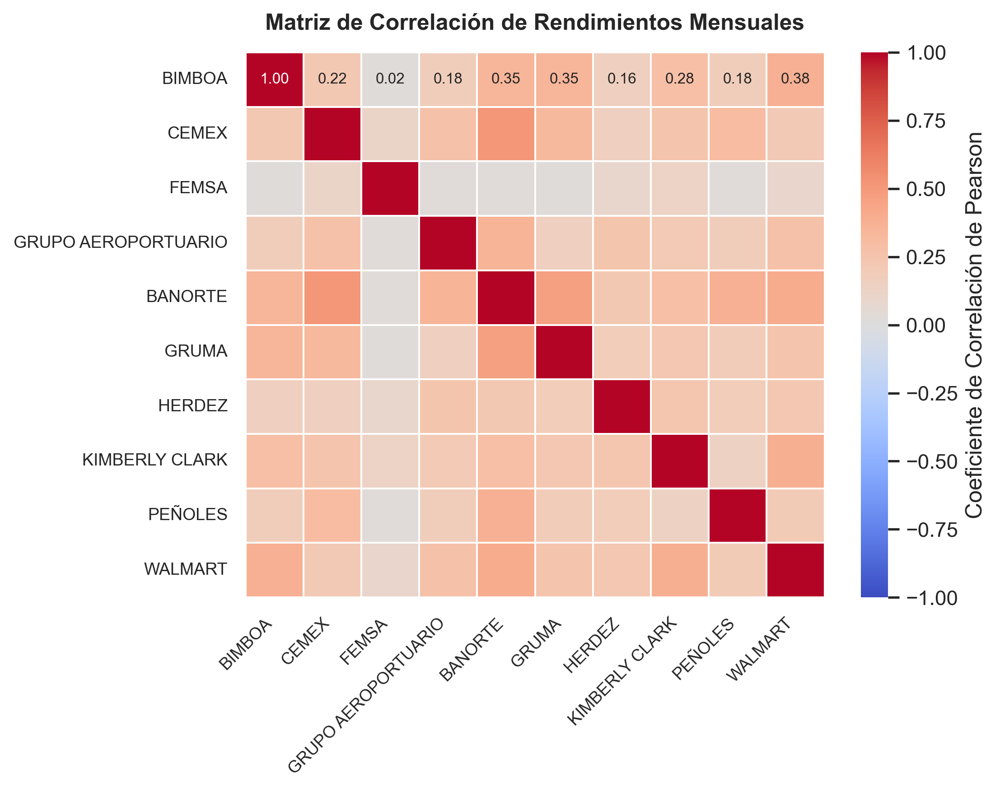 Matriz de Correlación de Rendimientos Mensuales
BIMBOA
1.00 0.22 0.02 0.18 0.35 0.35 0.16 0.28 0.18 0.38
CEMEX
FEMSA
GRUPO AEROPORTUARIO
BANORTE
GRUMA
HERDEZ
KIMBERLY CLARK
PEÑOLES
WALMART
BIMBOA
CEMEX
FEMSA
GRUPO AEROPORTUARIO
BANORTE
GRUMA
HERDEZ
KIMBERLY CLARK
PEÑOLES
WALMART
1.00
0.75
0.50
0.25
0.00
−0.25
−0.50
−0.75
−1.00
Coeficiente de Correlación de Pearson